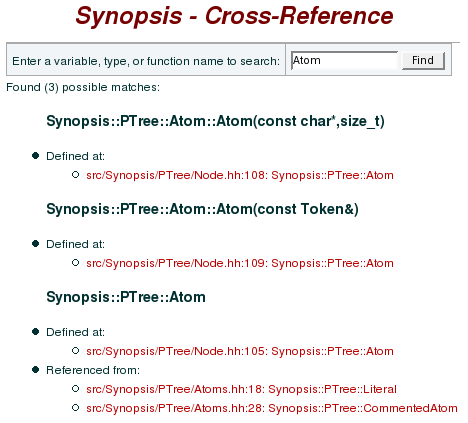 Synopsis - Cross-Reference
Enter a variable, type, or function name to search: Atom Find
Found (3) possible matches:
Synopsis::PTree::Atom::Atom(const char*,size_t)
Defined at:
src/Synopsis/PTree/Node.hh:108: Synopsis::PTree::Atom
Synopsis::PTree::Atom::Atom(const Token&)
Defined at:
src/Synopsis/PTree/Node.hh:109: Synopsis::PTree::Atom
Synopsis::PTree::Atom
Defined at:
src/Synopsis/PTree/Node.hh:105: Synopsis::PTree::Atom
Referenced from:
src/Synopsis/PTree/Atoms.hh:18: Synopsis::PTree::Literal
src/Synopsis/PTree/Atoms.hh:28: Synopsis::PTree::CommentedAtom